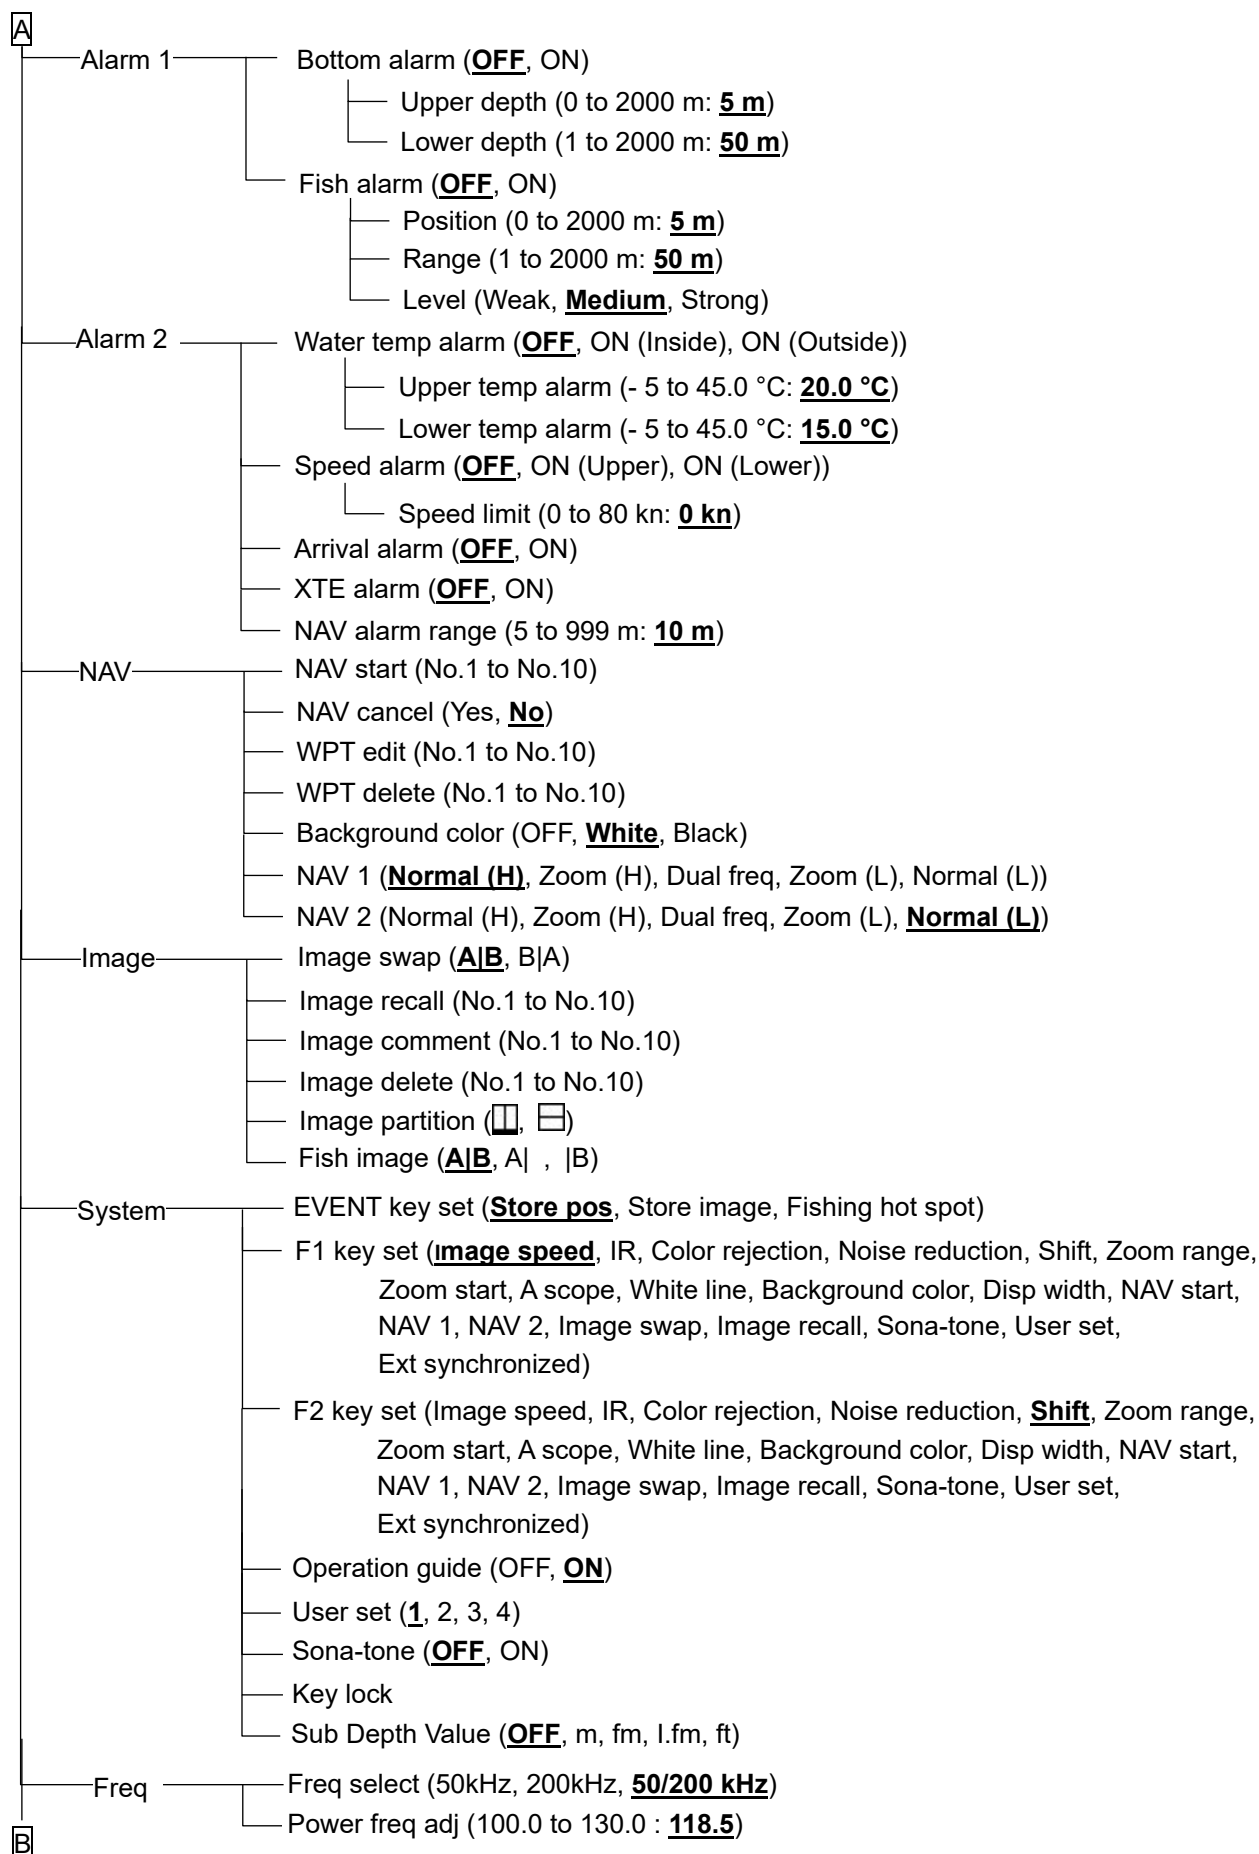 A
Alarm 1
Bottom alarm (OFF, ON)
Upper depth (0 to 2000 m: 5 m)
Lower depth (1 to 2000 m: 50 m)
Fish alarm (OFF, ON)
Position (0 to 2000 m: 5 m)
Range (1 to 2000 m: 50 m)
Level (Weak, Medium, Strong)
Alarm 2
Water temp alarm (OFF, ON (Inside), ON (Outside))
Upper temp alarm (- 5 to 45.0 °C: 20.0 °C)
Lower temp alarm (- 5 to 45.0 °C: 15.0 °C)
Speed alarm (OFF, ON (Upper), ON (Lower))
Speed limit (0 to 80 kn: 0 kn)
Arrival alarm (OFF, ON)
XTE alarm (OFF, ON)
NAV alarm range (5 to 999 m: 10 m)
NAV
NAV start (No.1 to No.10)
NAV cancel (Yes, No)
WPT edit (No.1 to No.10)
WPT delete (No.1 to No.10)
Background color (OFF, White, Black)
NAV 1 (Normal (H), Zoom (H), Dual freq, Zoom (L), Normal (L))
NAV 2 (Normal (H), Zoom (H), Dual freq, Zoom (L), Normal (L))
Image
Image swap (A|B, B|A)
Image recall (No.1 to No.10)
Image comment (No.1 to No.10)
Image delete (No.1 to No.10)
Image partition ( , )
Fish image (A|B, A| , |B)
System
EVENT key set (Store pos, Store image, Fishing hot spot)
F1 key set (Image speed, IR, Color rejection, Noise reduction, Shift, Zoom range,
Zoom start, A scope, White line, Background color, Disp width, NAV start,
NAV 1, NAV 2, Image swap, Image recall, Sona-tone, User set,
Ext synchronized)
F2 key set (Image speed, IR, Color rejection, Noise reduction, Shift, Zoom range,
Zoom start, A scope, White line, Background color, Disp width, NAV start,
NAV 1, NAV 2, Image swap, Image recall, Sona-tone, User set,
Ext synchronized)
Operation guide (OFF, ON)
User set (1, 2, 3, 4)
Sona-tone (OFF, ON)
Key lock
Sub Depth Value (OFF, m, fm, I.fm, ft)
Freq
Freq select (50kHz, 200kHz, 50/200 kHz)
Power freq adj (100.0 to 130.0 : 118.5)
B